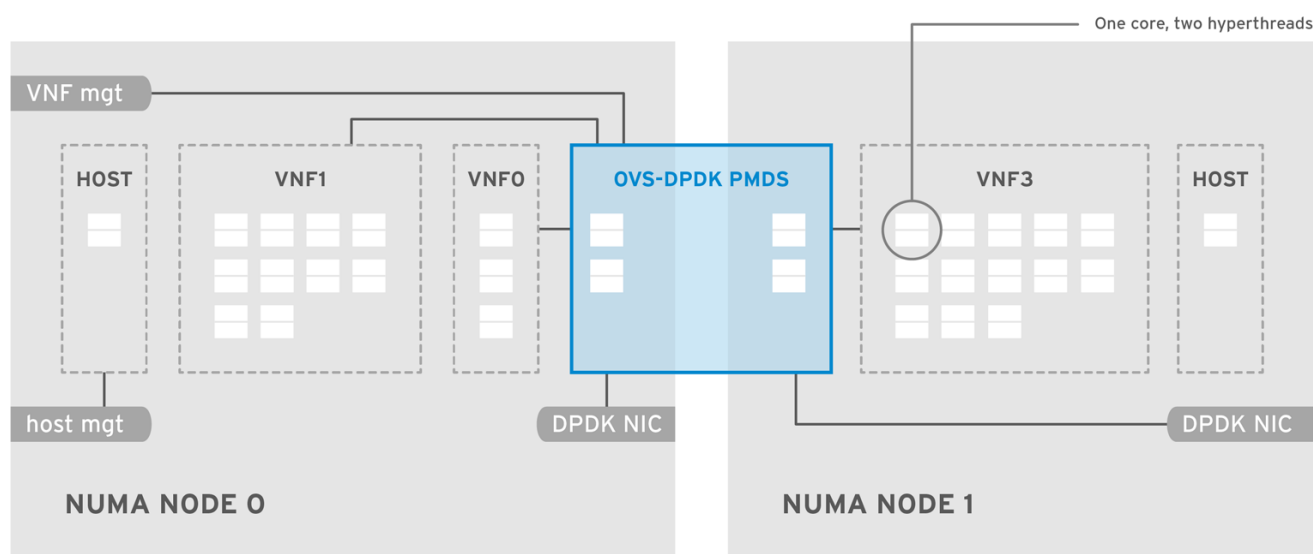 One core, two hyperthreads
VNF mgt
HOST
VNF1
VNF0
OVS-DPDK PMDS
VNF3
HOST
host mgt
DPDK NIC
DPDK NIC
NUMA NODE 0
NUMA NODE 1